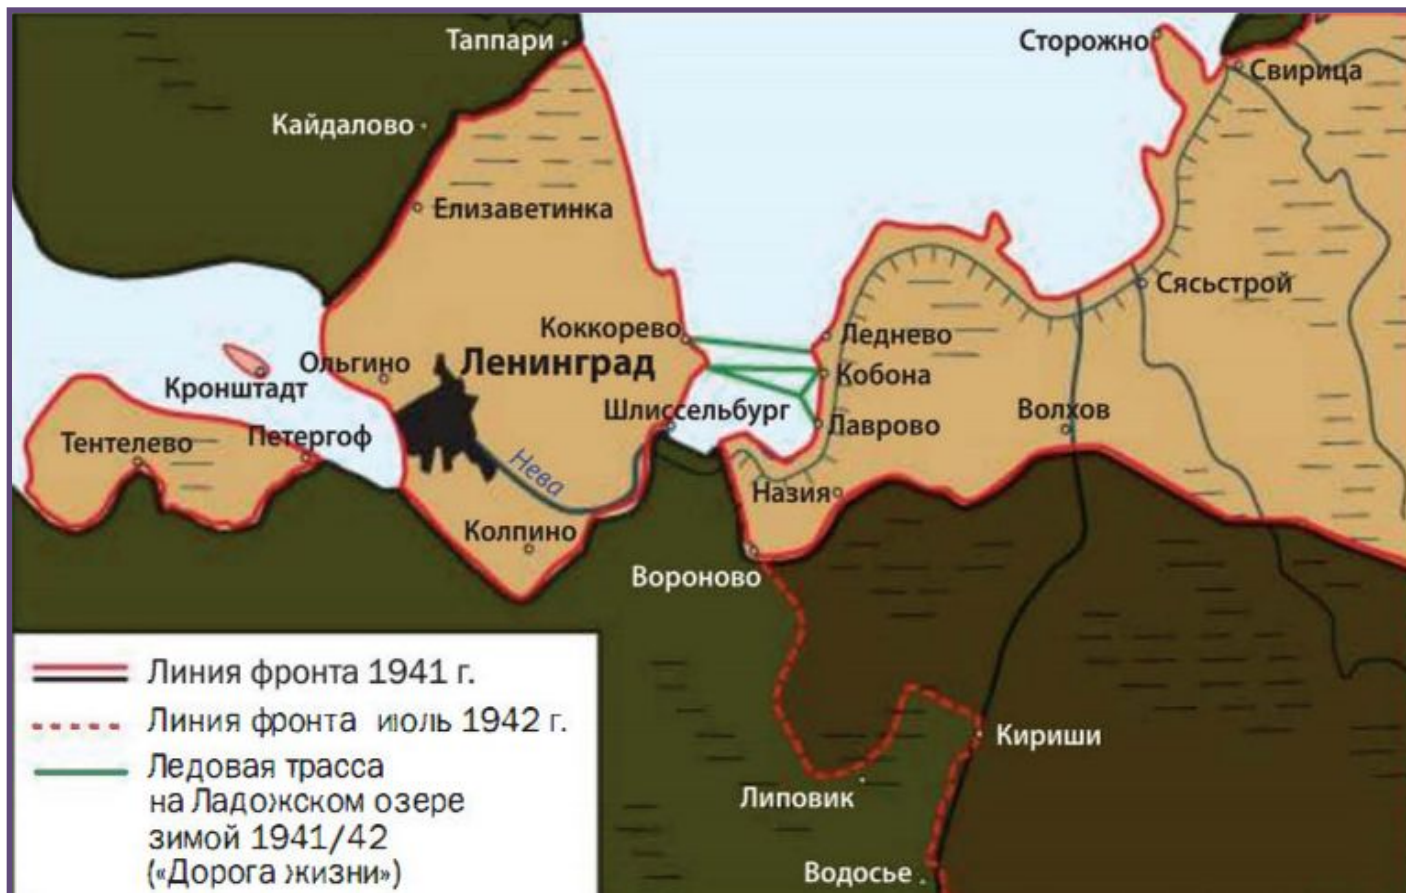 Таппари
Сторожно
Свирица
Кайдалово
Елизаветинка
Сясьстрой
Коккорево
Леднево
Ольгино
Ленинград
Кобона
Кронштадт
Шлиссельбург
Волхов
Лаврово
Тентелево
Петергоф
Нева
Назия
Колпино
Вороново
Кириши
Липовик
Водосье
Линия фронта 1941 г.
Линия фронта июль 1942 г.
Ледовая трасса
на Ладожском озере
зимой 1941/42
(«Дорога жизни»)